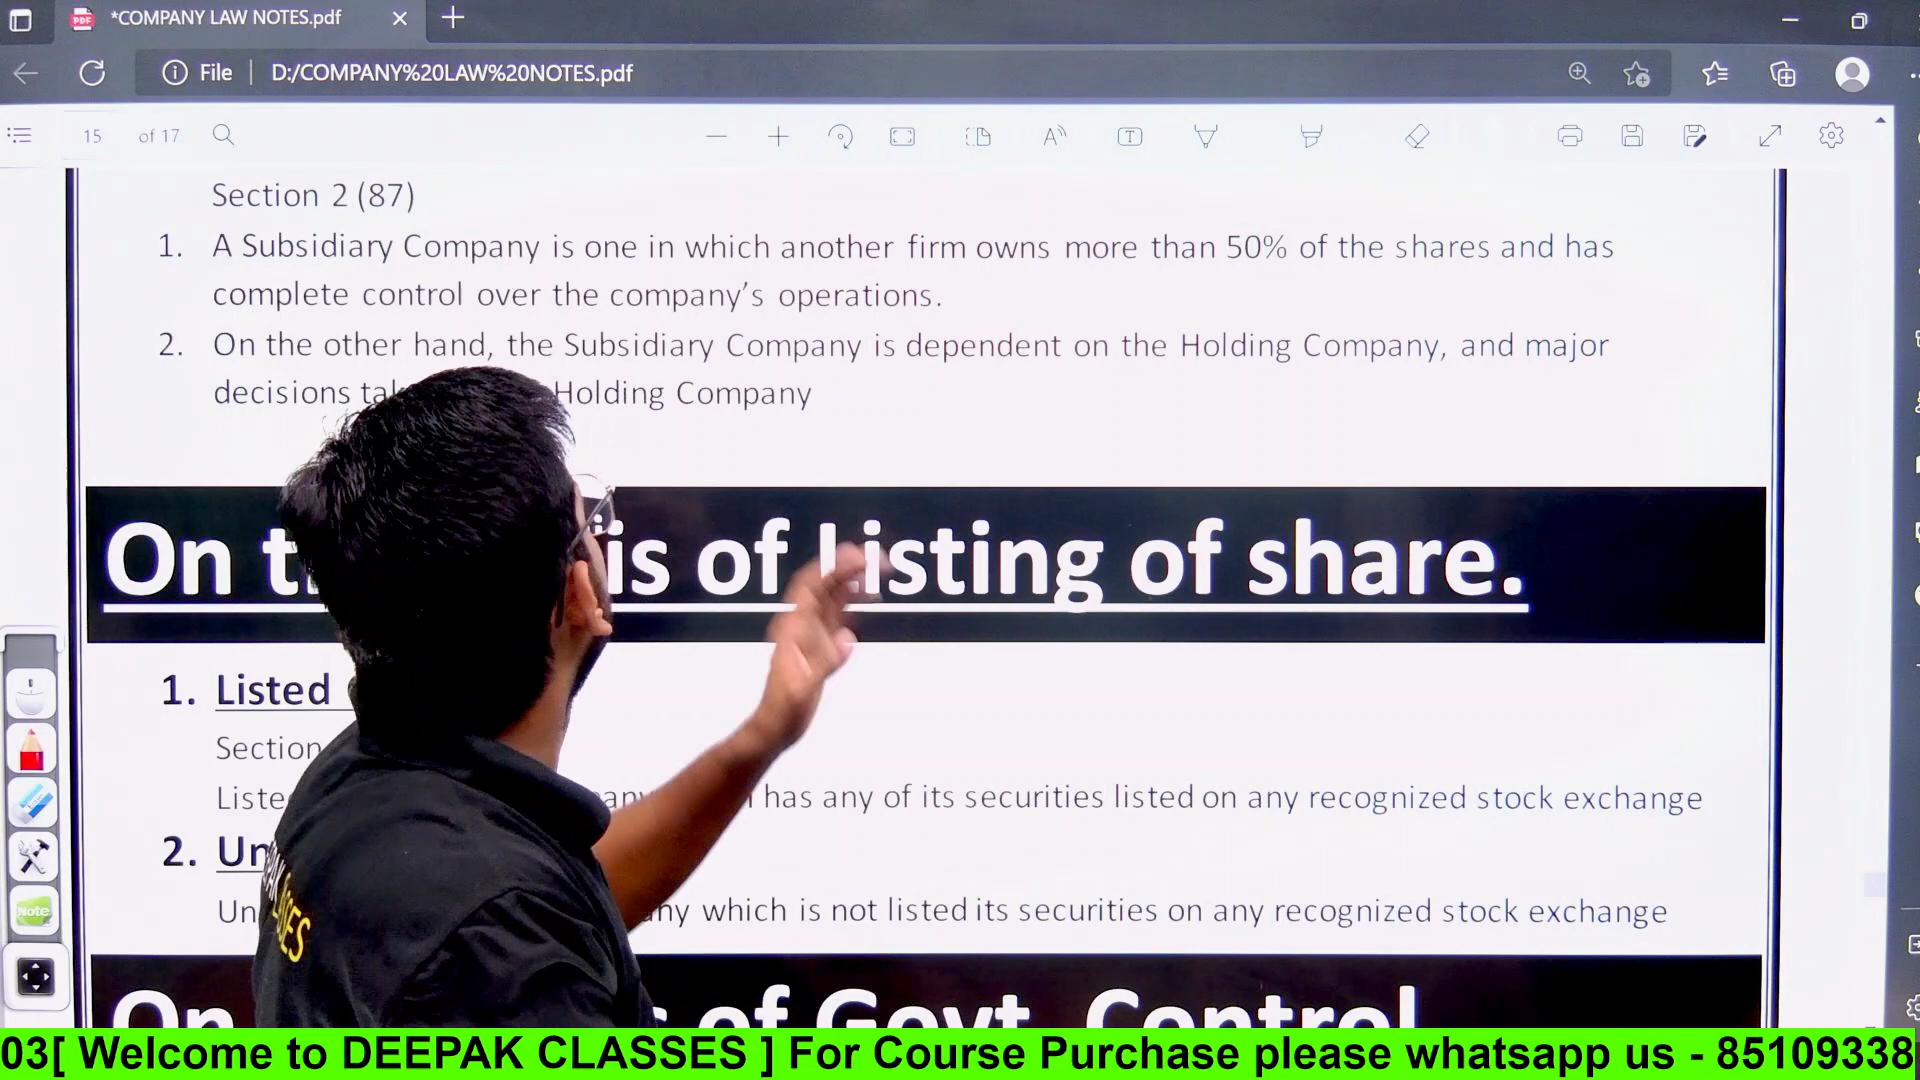 *COMPANY LAW NOTES.pdf
File
D:/COMPANY%20LAW%20NOTES.pdf
15 of 17
Section 2 (87)
1. A Subsidiary Company is one in which another firm owns more than 50% of the shares and has
complete control over the company's operations.
2. On the other hand, the Subsidiary Company is dependent on the Holding Company, and major
decisions Holding Company
On of Listing of share.
1. Listed
Section
has any of its securities listed on any recognized stock exchange
2.
which is not listed its securities on any recognized stock exchange
Note
On of Govt. Control
03[ Welcome to DEEPAK CLASSES ] For Course Purchase please whatsapp us - 85109338